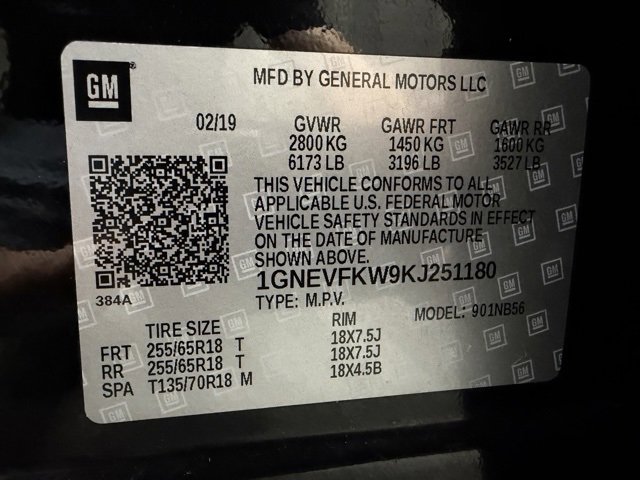 GM
MFD BY GENERAL MOTORS LLC
02/19 GVWR GAWR FRT GAWR RR
2800 KG 1450 KG 1600 KG
6173 LB 3196 LB 3527 LB
THIS VEHICLE CONFORMS TO ALL
APPLICABLE U.S. FEDERAL MOTOR
VEHICLE SAFETY STANDARDS IN EFFECT
ON THE DATE OF MANUFACTURE
SHOWN ABOVE.
1GNEVFKW9KJ251180
384A
TYPE: M.P.V. MODEL: 901NB56
TIRE SIZE RIM
FRT 255/65R18 T 18X7.5J
RR 255/65R18 T 18X7.5J
SPA T135/70R18 M 18X4.5B